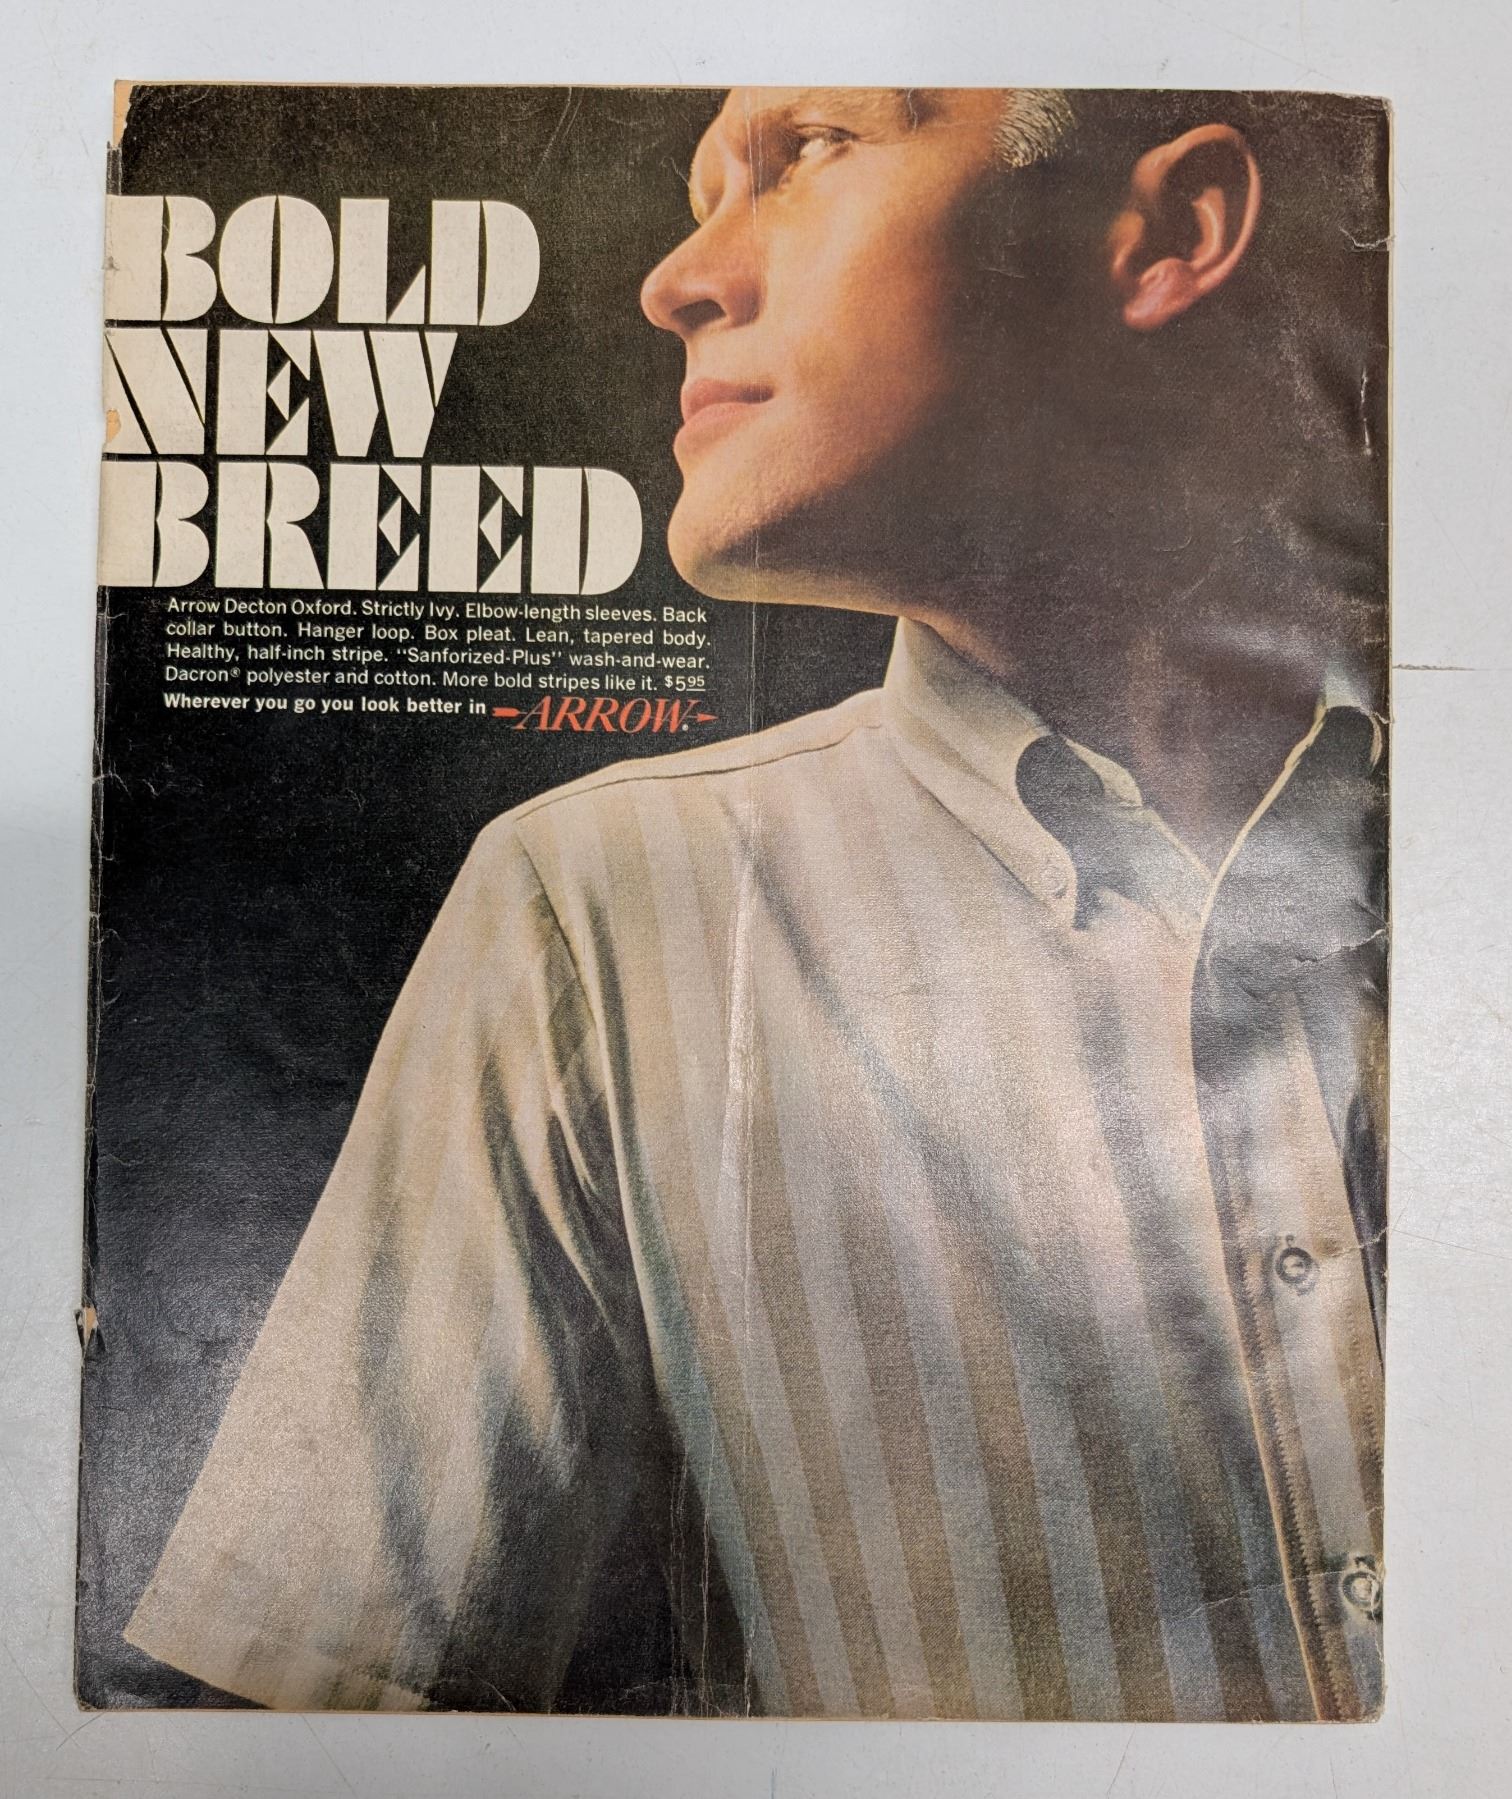 BOLD
NEW
BREED
Arrow Decton Oxford. Strictly Ivy. Elbow-length sleeves. Back
collar button. Hanger loop. Box pleat. Lean, tapered body.
Healthy, half-inch stripe. "Sanforized-Plus" wash-and-wear.
Dacron® polyester and cotton. More bold stripes like it. $5.95
Wherever you go you look better in ARROW.